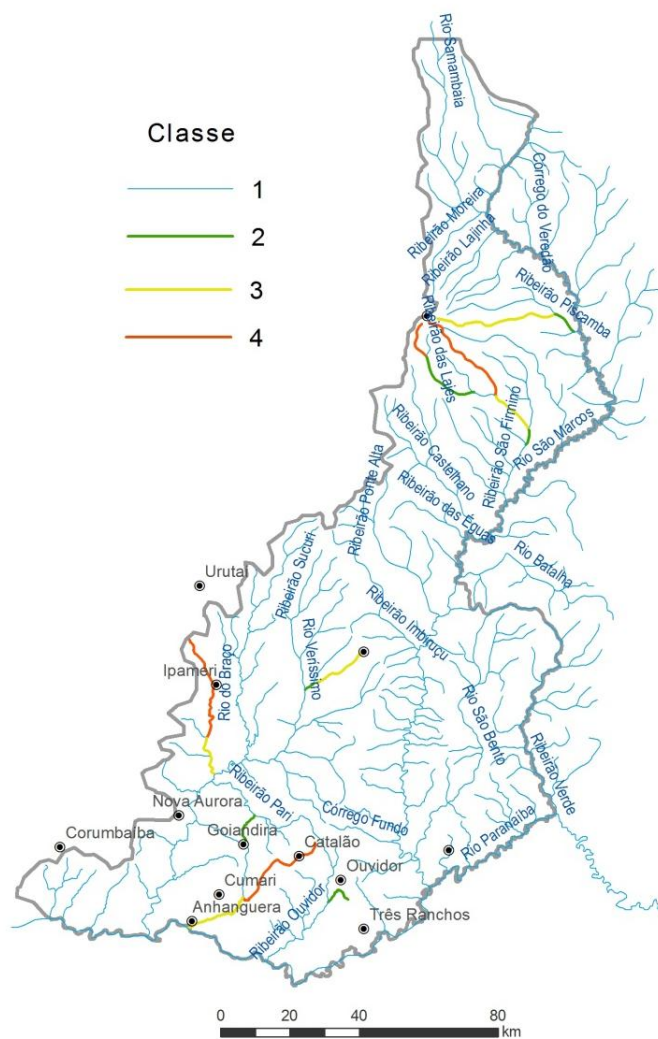 Rio Samambaia
Classe
1
2
3
4
Córrego do Veredão
Ribeirão Moreira
Ribeirão Lajinha
Ribeirão Piscamba
Ribeirão das Lajes
Ribeirão São Firmino
Rio São Marcos
Ribeirão Castelhano
Ribeirão Ponte Alta
Ribeirão das Éguas
Rio Batalha
Ribeirão Sucuri
Urutaí
Ribeirão Imbiruçu
Rio Veríssimo
Ipameri
Rio do Braço
Rio São Bento
Ribeirão Verde
Ribeirão Pari
Nova Aurora
Córrego Fundo
Rio Paranaíba
Corumbaíba
Goiandira
Catalão
Ouvidor
Cumari
Anhanguera
Ribeirão Ouvidor
Três Ranchos
0 20 40 80
km